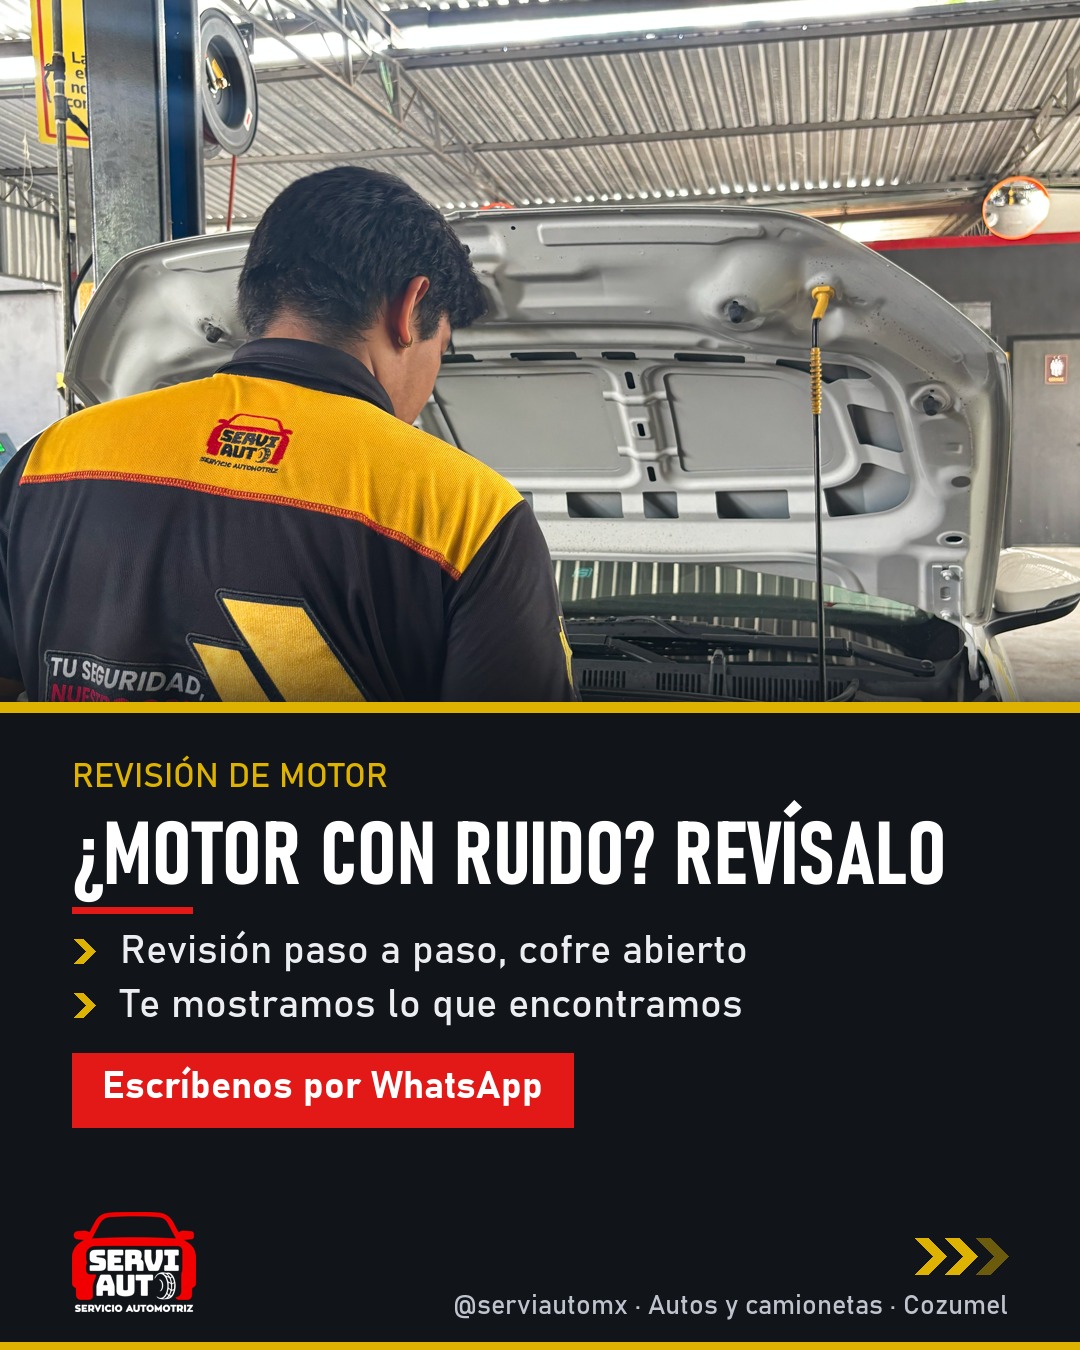 SERVI
AUTO
SERVICIO AUTOMOTRIZ
TU SEGURIDAD,
REVISIÓN DE MOTOR
¿MOTOR CON RUIDO? REVÍSALO
Revisión paso a paso, cofre abierto
Te mostramos lo que encontramos
Escríbenos por WhatsApp
SERVI
AUTO
SERVICIO AUTOMOTRIZ
@serviautomx · Autos y camionetas · Cozumel